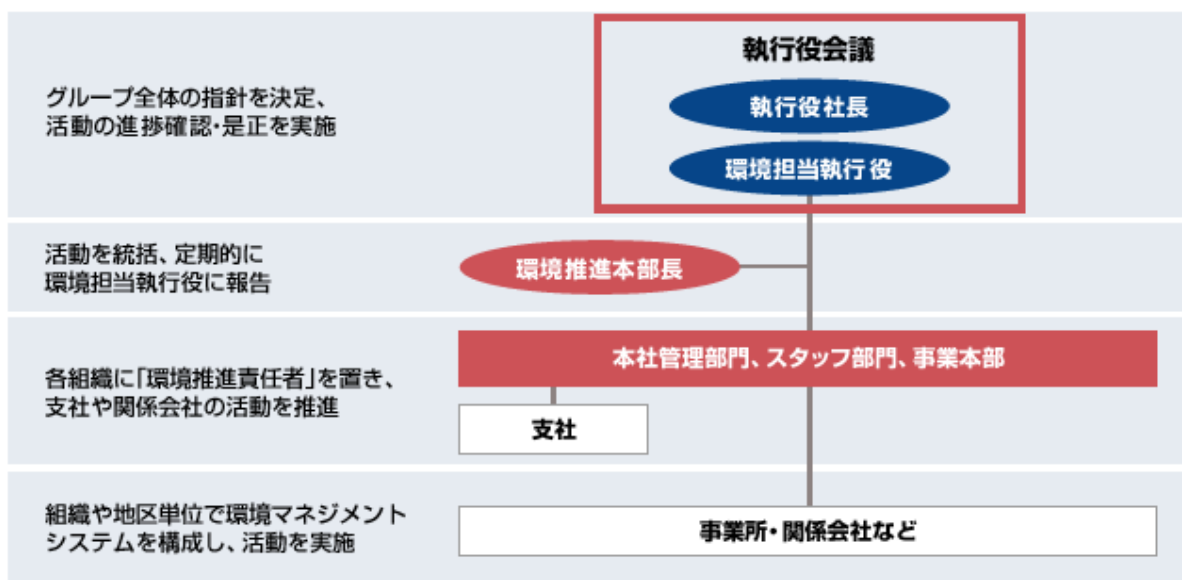 執行役会議
執行役社長
環境担当執行役
グループ全体の指針を決定、
活動の進捗確認・是正を実施
活動を統括、定期的に
環境担当執行役に報告
環境推進本部長
本社管理部門、スタッフ部門、事業本部
各組織に「環境推進責任者」を置き、
支社や関係会社の活動を推進
支社
組織や地区単位で環境マネジメント
システムを構成し、活動を実施
事業所・関係会社など